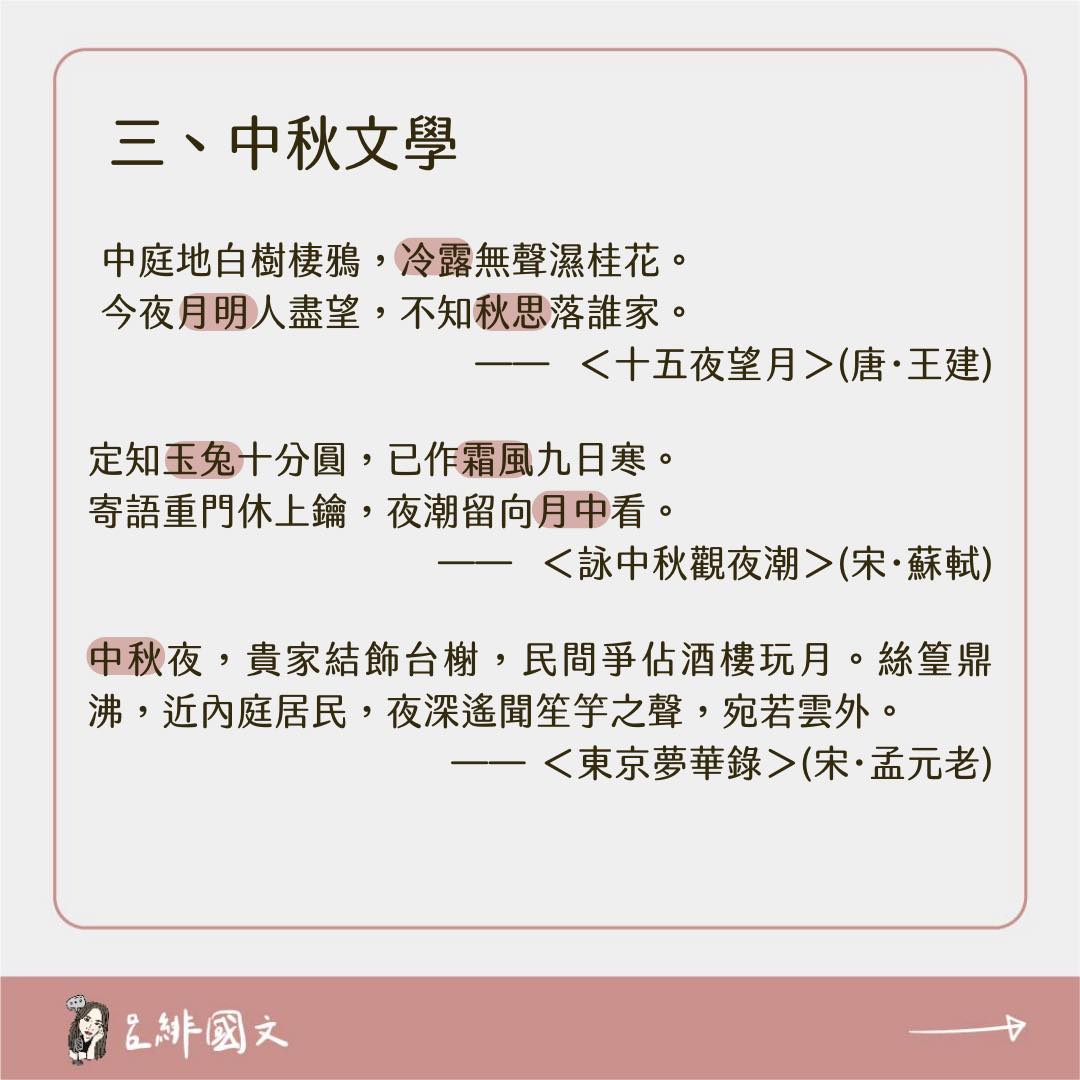 三、中秋文學
中庭地白樹棲鴉，冷露無聲濕桂花。
今夜月明人盡望，不知秋思落誰家。
—— ＜十五夜望月＞(唐·王建)
定知玉兔十分圓，已作霜風九日寒。
寄語重門休上鑰，夜潮留向月中看。
—— ＜詠中秋觀夜潮＞(宋·蘇軾)
中秋夜，貴家結飾台榭，民間爭佔酒樓玩月。絲篁鼎
沸，近內庭居民，夜深遙聞笙竽之聲，宛若雲外。
—— ＜東京夢華錄＞(宋·孟元老)
呂緋國文